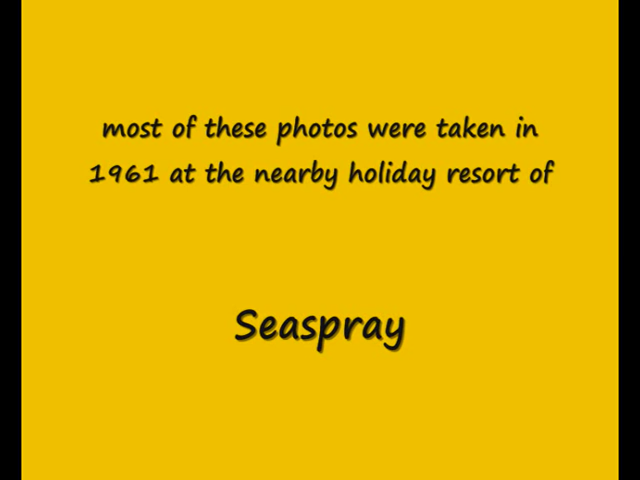 most of these photos were taken in
1961 at the nearby holiday resort of
Seaspray